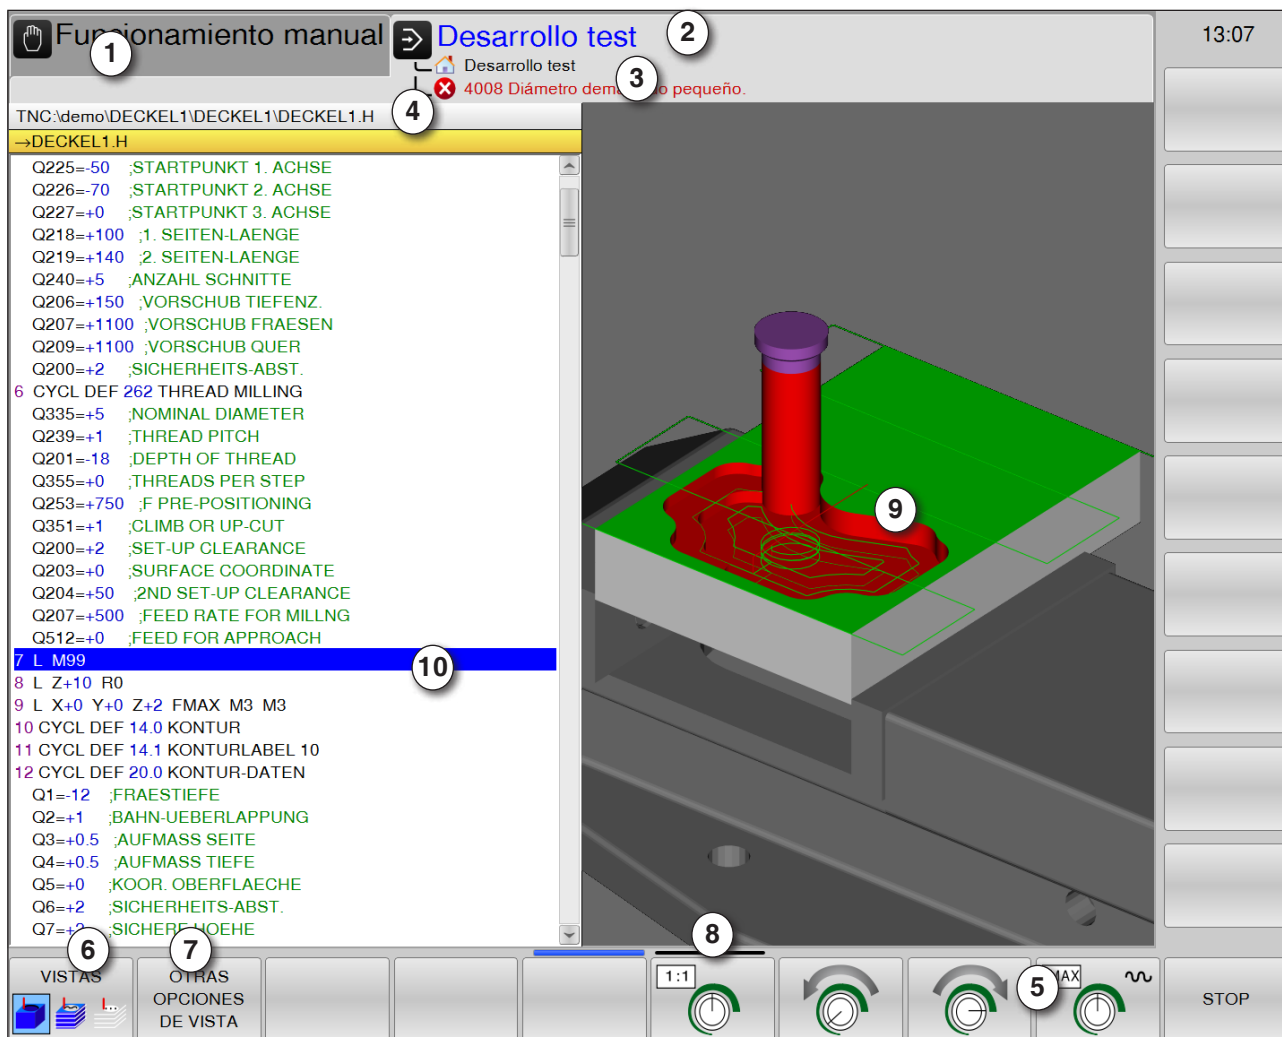 Funcionamiento manual
1
Desarrollo test
2
13:07
Desarrollo test
3
4008 Diámetro demasiado pequeño.
4
TNC:\demo\DECKEL1\DECKEL1\DECKEL1.H
→DECKEL1.H
Q225=-50 ;STARTPUNKT 1. ACHSE
Q226=-70 ;STARTPUNKT 2. ACHSE
Q227=+0 ;STARTPUNKT 3. ACHSE
Q218=+100 ;1. SEITEN-LAENGE
Q219=+140 ;2. SEITEN-LAENGE
Q240=+5 ;ANZAHL SCHNITTE
Q206=+150 ;VORSCHUB TIEFENZ.
Q207=+1100 ;VORSCHUB FRAESEN
Q209=+1100 ;VORSCHUB QUER
Q200=+2 ;SICHERHEITS-ABST.
6 CYCL DEF 262 THREAD MILLING
Q335=+5 ;NOMINAL DIAMETER
Q239=+1 ;THREAD PITCH
Q201=-18 ;DEPTH OF THREAD
Q355=+0 ;THREADS PER STEP
Q253=+750 ;F PRE-POSITIONING
Q351=+1 ;CLIMB OR UP-CUT
Q200=+2 ;SET-UP CLEARANCE
Q203=+0 ;SURFACE COORDINATE
Q204=+50 ;2ND SET-UP CLEARANCE
Q207=+500 ;FEED RATE FOR MILLNG
Q512=+0 ;FEED FOR APPROACH
7 L M99
10
8 L Z+10 R0
9 L X+0 Y+0 Z+2 FMAX M3 M3
10 CYCL DEF 14.0 KONTUR
11 CYCL DEF 14.1 KONTURLABEL 10
12 CYCL DEF 20.0 KONTUR-DATEN
Q1=-12 ;FRAESTIEFE
Q2=+1 ;BAHN-UEBERLAPPUNG
Q3=+0.5 ;AUFMASS SEITE
Q4=+0.5 ;AUFMASS TIEFE
Q5=+0 ;KOOR. OBERFLAECHE
Q6=+2 ;SICHERHEITS-ABST.
Q7=+2 ;SICHERE HOEHE
9
6
7
8
VISTAS
OTRAS
OPCIONES
DE VISTA
1:1
5
MAX
STOP